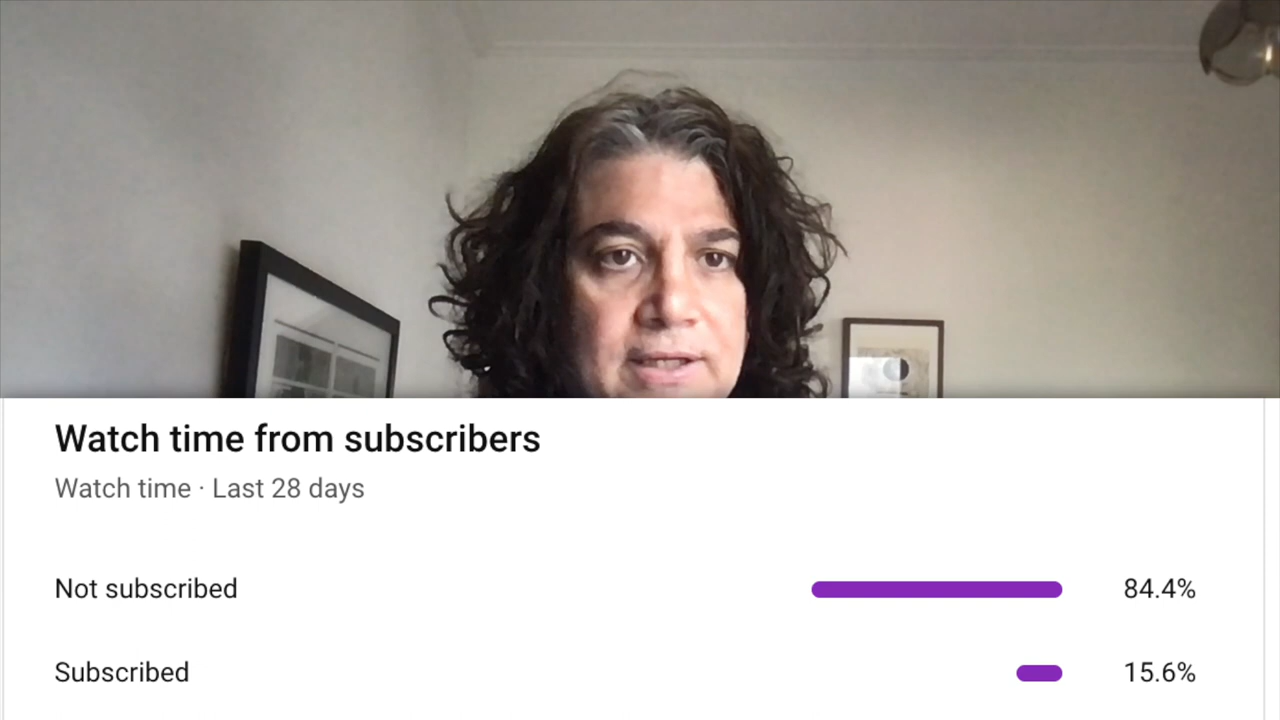 Watch time from subscribers
Watch time · Last 28 days
Not subscribed 84.4%
Subscribed 15.6%